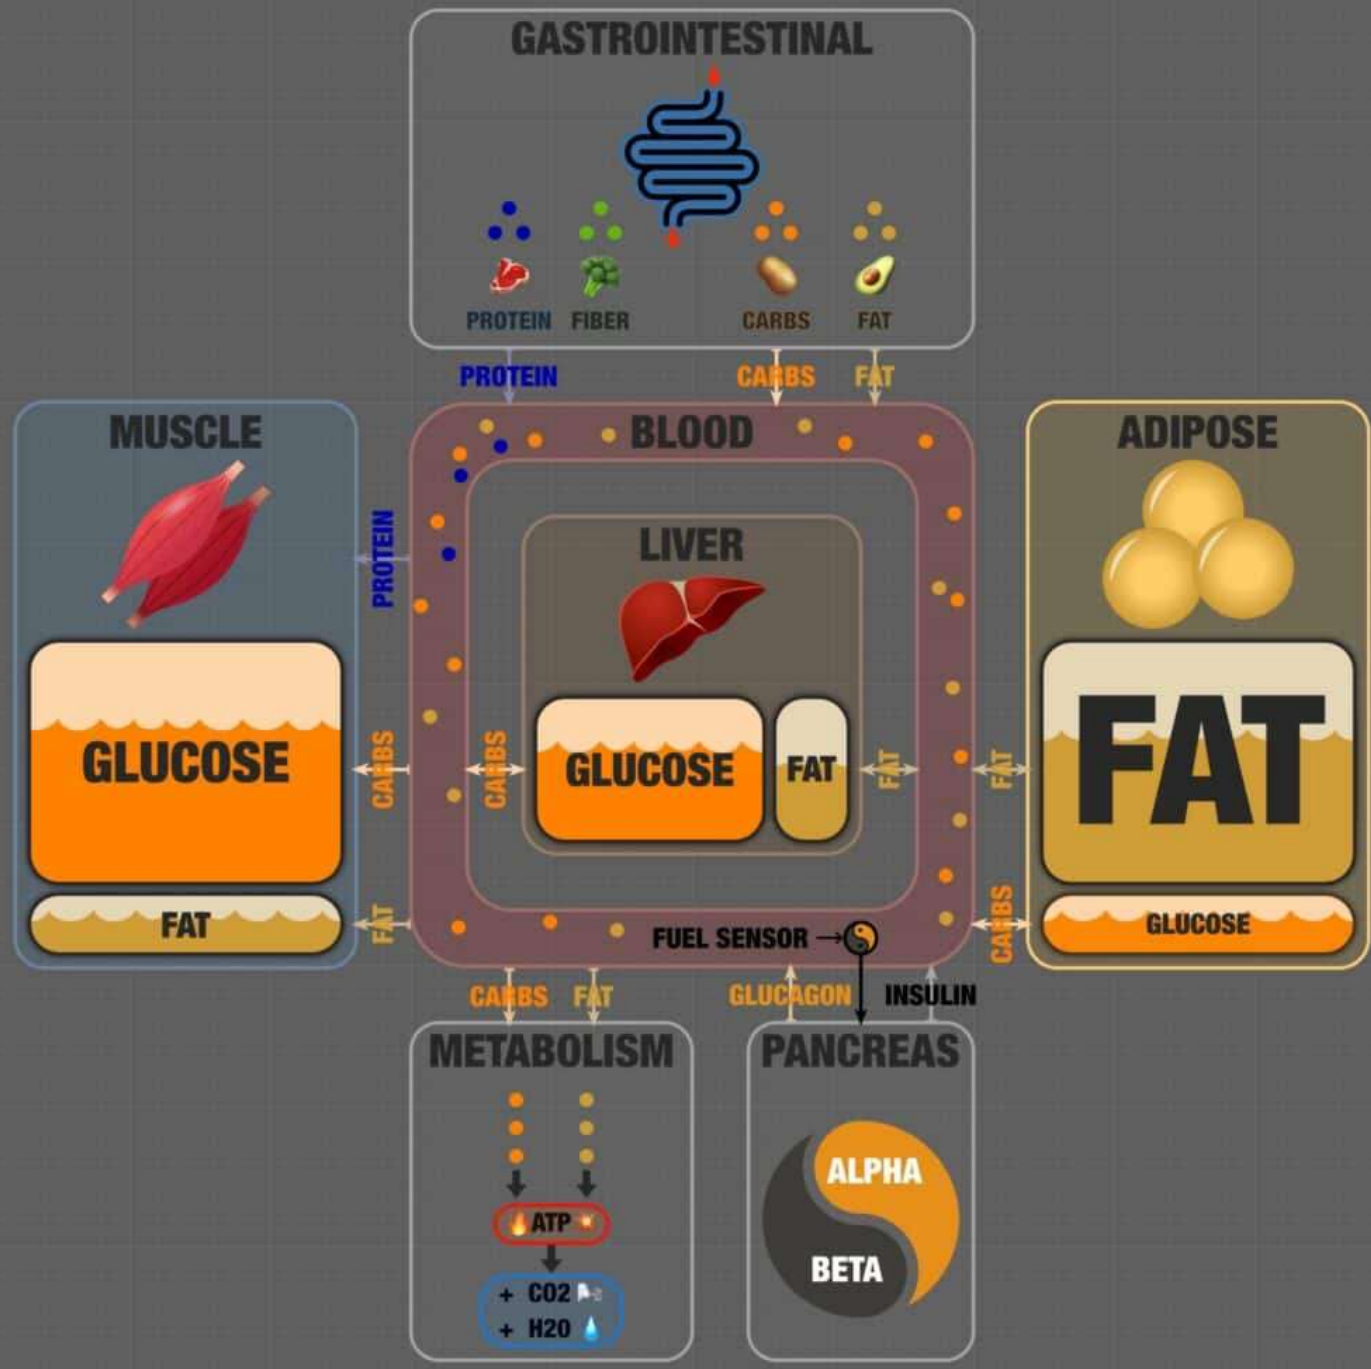 GASTROINTESTINAL
PROTEIN FIBER CARBS FAT
PROTEIN CARBS FAT
MUSCLE
BLOOD
ADIPOSE
PROTEIN
LIVER
GLUCOSE
CARBS
CARBS
GLUCOSE
FAT
FAT
FAT
FAT
FAT
FAT
FUEL SENSOR
CARBS
GLUCOSE
CARBS FAT
GLUCAGON INSULIN
METABOLISM
PANCREAS
ALPHA
ATP
BETA
+ CO2
+ H2O